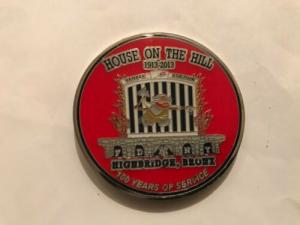 HOUSE ON THE HILL
1913-2013
YANKEE STADIUM
HIGHBRIDGE, BRONX
100 YEARS OF SERVICE